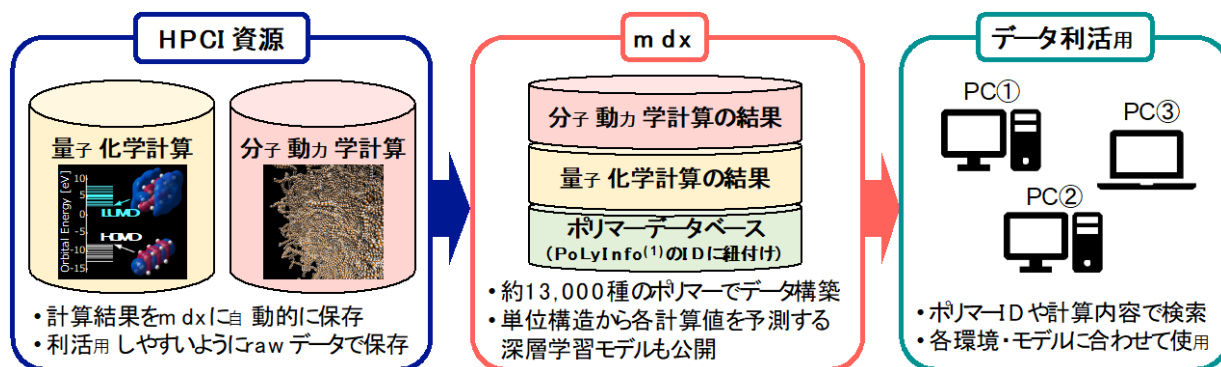 HPCI 資源
量子 化学計算
分子 動力 学計算
Orbital Energy [eV]
10
5
0
-5
-10
-15
LUMO
HOMO
・計算結果をmdxに自動的に保存
・利活用しやすいようにrawデータで保存
mdx
分子 動力 学計算の結果
量子 化学計算の結果
ポリマーデータベース
(PoLyInfo(1)のIDに紐付け)
・約13,000種のポリマーでデータ構築
・単位構造から各計算値を予測する
深層学習モデルも公開
データ利活用
PC①
PC③
PC②
・ポリマーIDや計算内容で検索
・各環境・モデルに合わせて使用